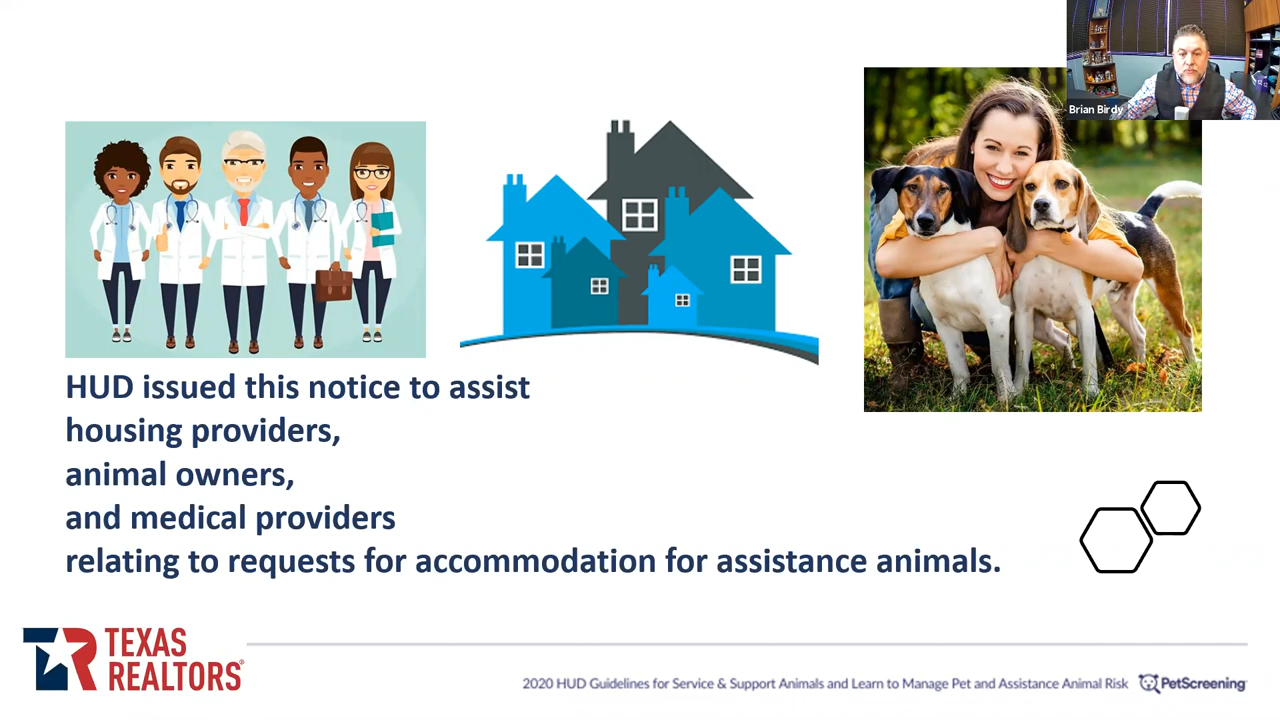 Brian Birdy
HUD issued this notice to assist
housing providers,
animal owners,
and medical providers
relating to requests for accommodation for assistance animals.
TEXAS
REALTORS®
2020 HUD Guidelines for Service & Support Animals and Learn to Manage Pet and Assistance Animal Risk
PetScreening